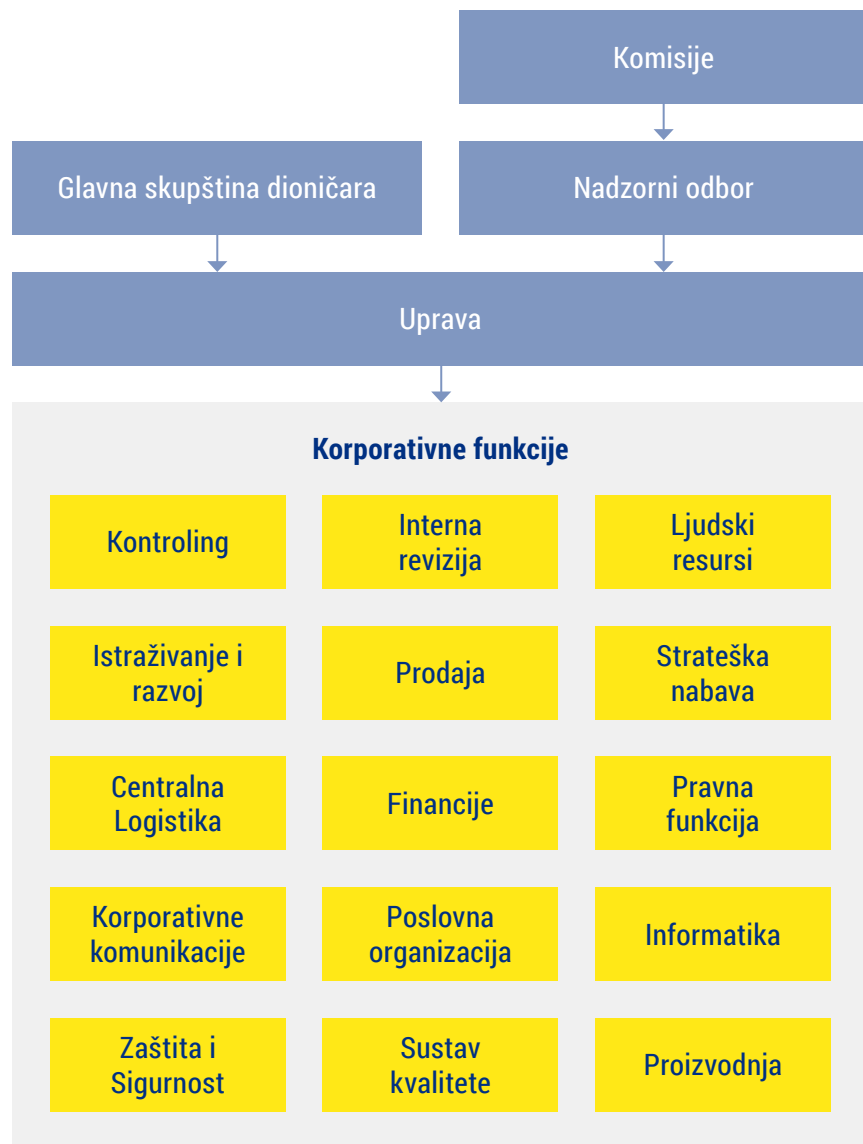 Komisije
Glavna skupština dioničara
Nadzorni odbor
Uprava
Korporativne funkcije
Kontroling
Interna
revizija
Ljudski
resursi
Istraživanje i
razvoj
Prodaja
Strateška
nabava
Centralna
Logistika
Financije
Pravna
funkcija
Korporativne
komunikacije
Poslovna
organizacija
Informatika
Zaštita i
Sigurnost
Sustav
kvalitete
Proizvodnja